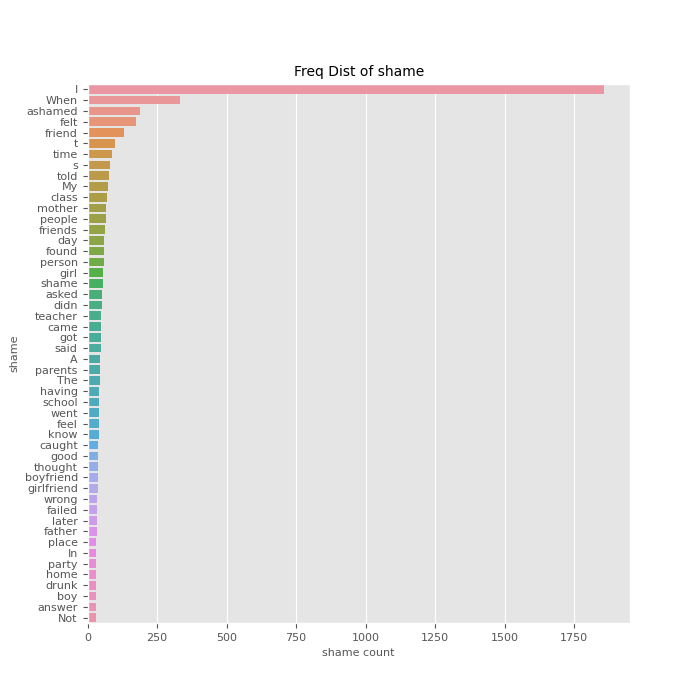 Freq Dist of shame
I
When
ashamed
felt
friend
t
time
s
told
My
class
mother
people
friends
day
found
person
girl
shame
asked
didn
teacher
came
got
said
A
parents
The
having
school
went
feel
know
caught
good
thought
boyfriend
girlfriend
wrong
failed
later
father
place
In
party
home
drunk
boy
answer
Not
shame
0 250 500 750 1000 1250 1500 1750
shame count